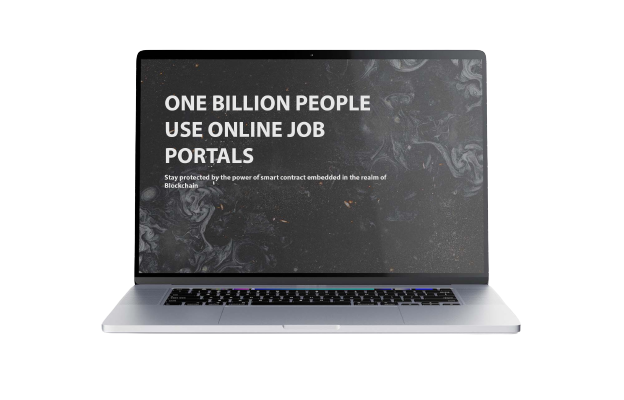 ONE BILLION PEOPLE
USE ONLINE JOB
PORTALS
Stay protected by the power of smart contract embedded in the realm of
Blockchain